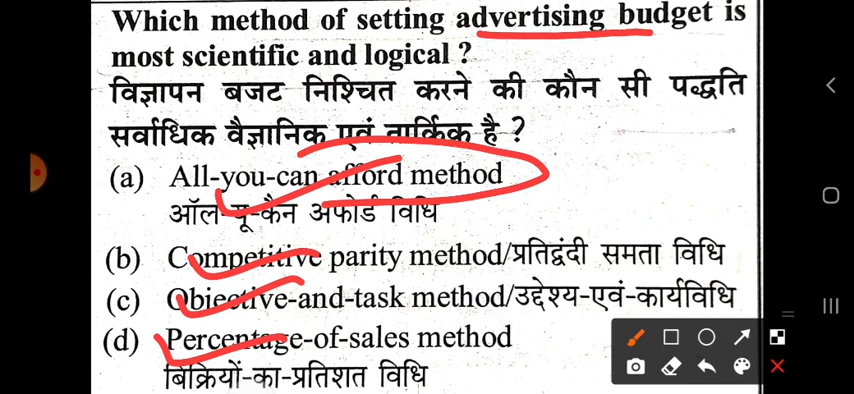 Which method of setting advertising budget is
most scientific and logical ?
विज्ञापन बजट निश्चित करने की कौन सी पद्धति
सर्वाधिक वैज्ञानिक एवं तार्किक है ?
(a) All-you-can afford method
ऑल-यू-कैन अफोर्ड विधि
(b) Competitive parity method/प्रतिद्वंदी समता विधि
(c) Objective-and-task method/उद्देश्य-एवं-कार्यविधि
(d) Percentage-of-sales method
बिक्रियों-का-प्रतिशत विधि